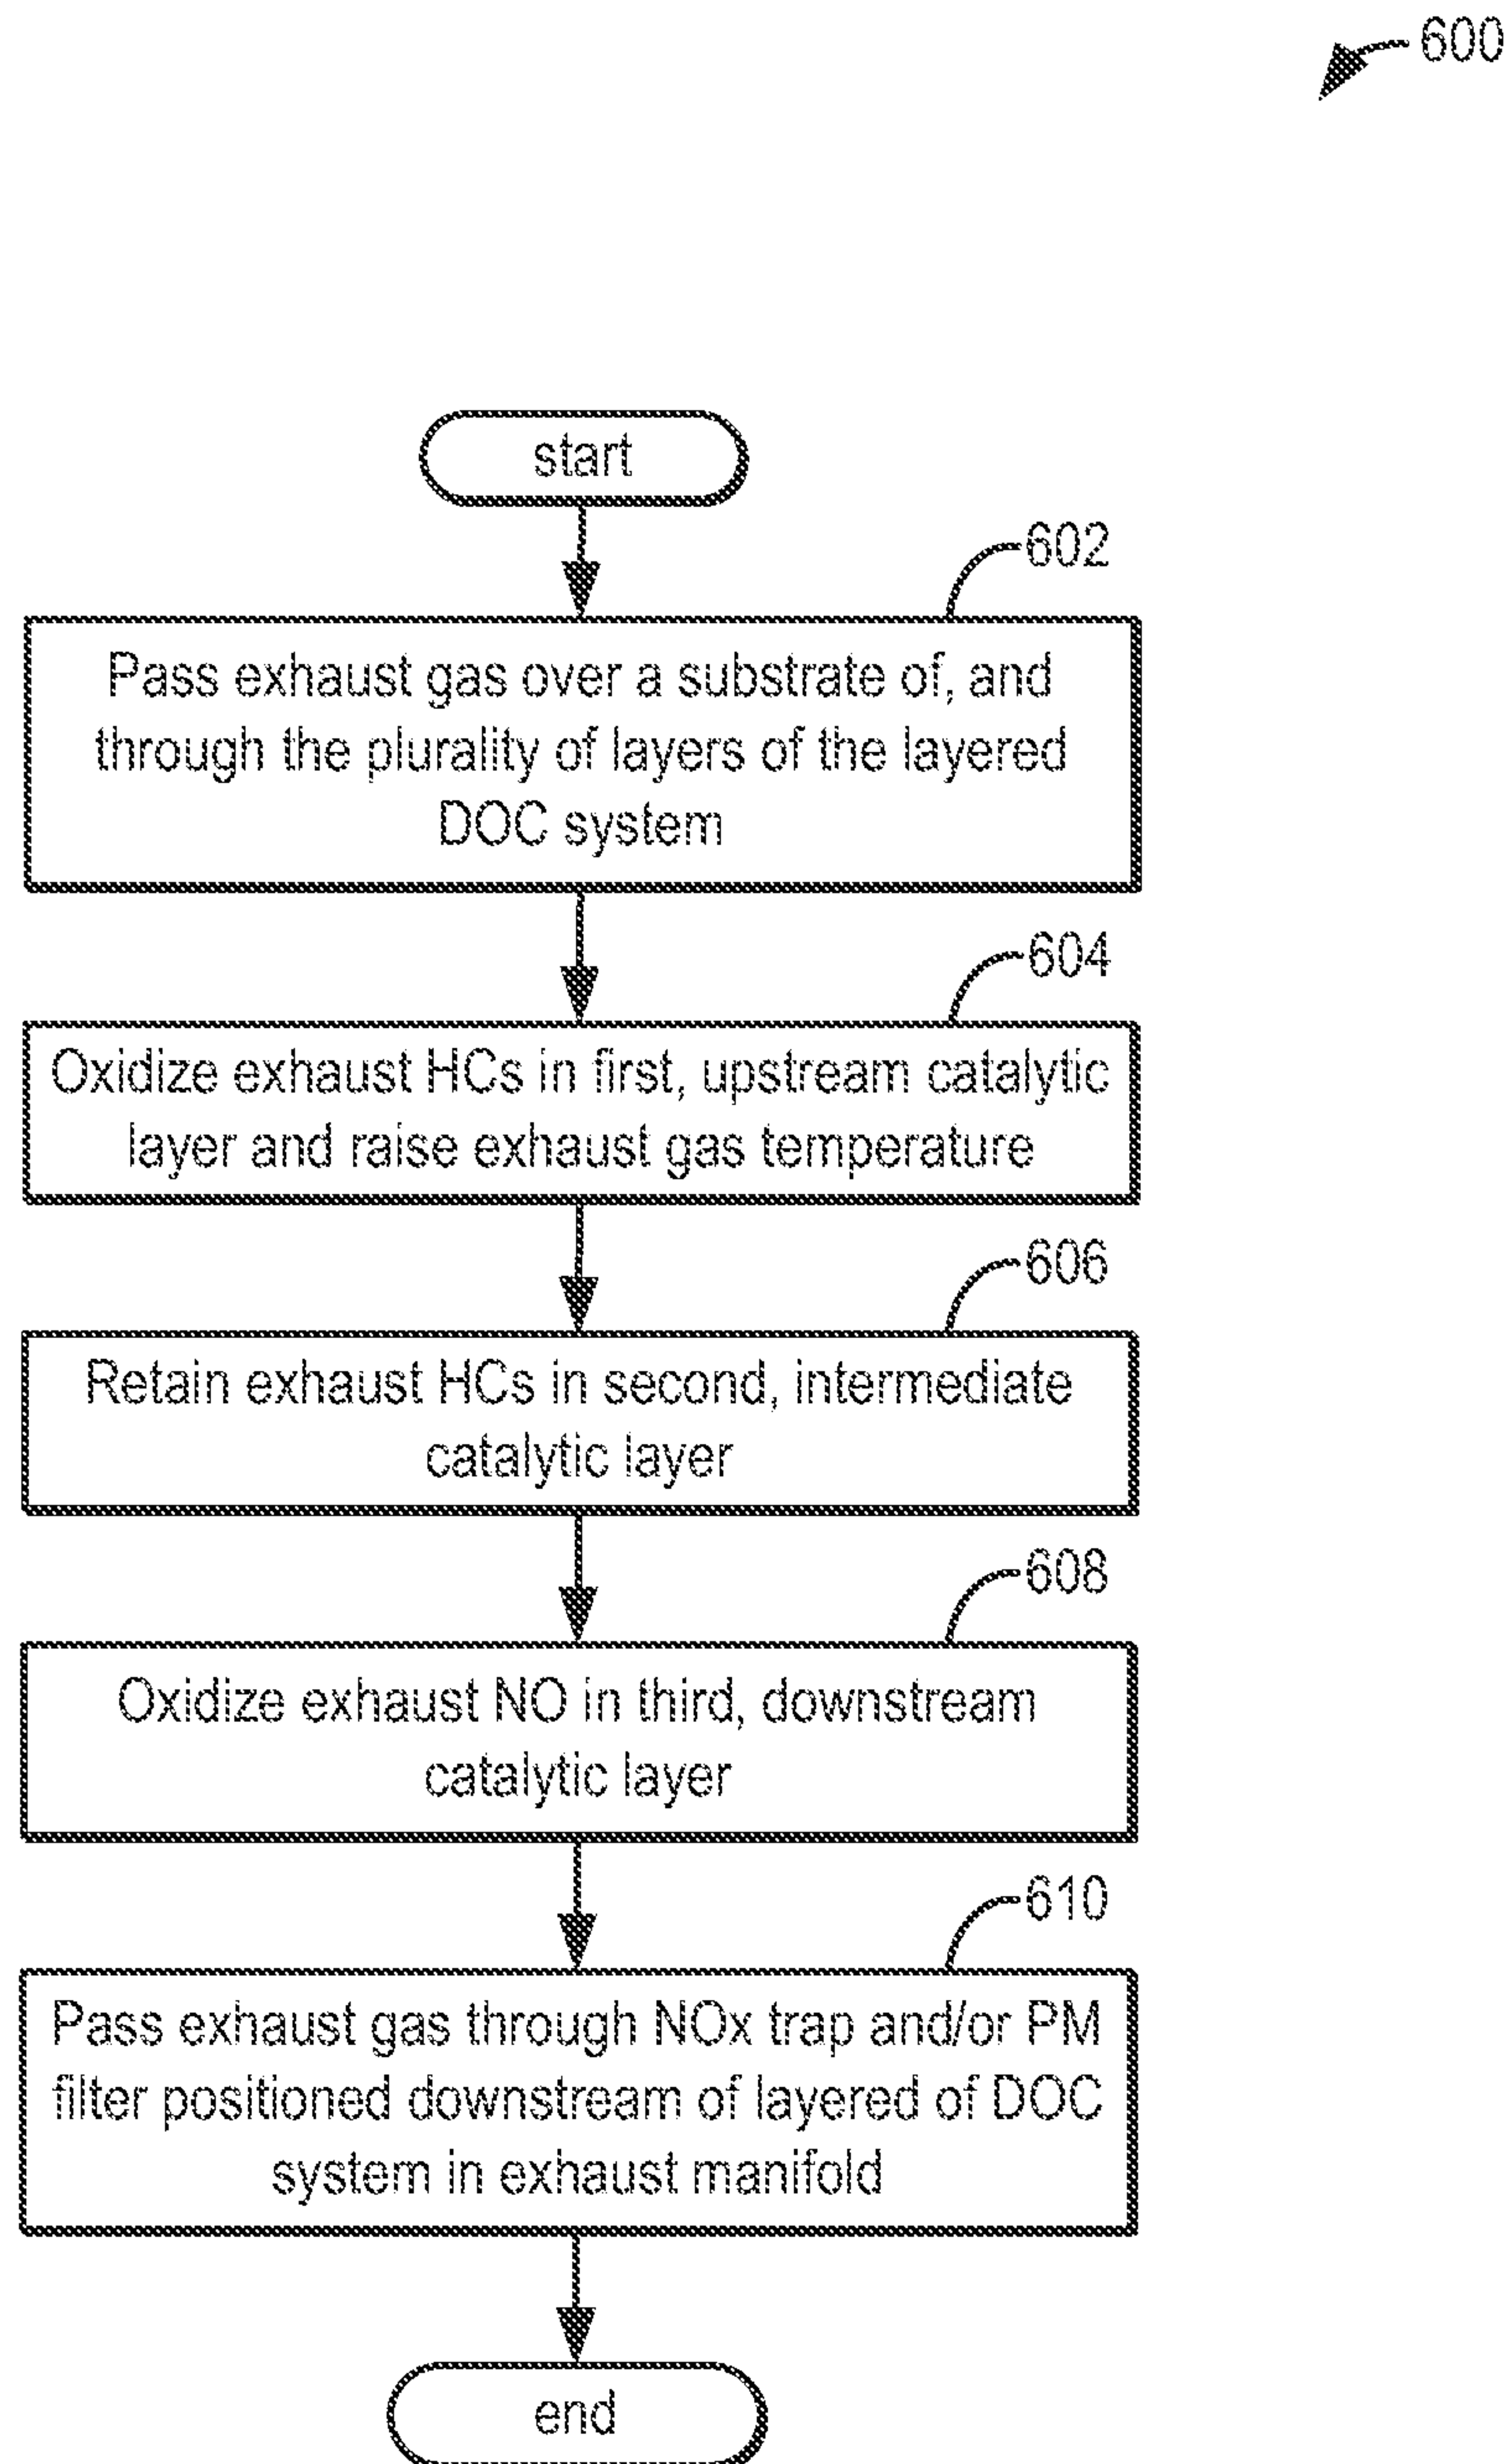 600
start
602
Pass exhaust gas over a substrate of, and
through the plurality of layers of the layered
DOC system
604
Oxidize exhaust HCs in first, upstream catalytic
layer and raise exhaust gas temperature
606
Retain exhaust HCs in second, intermediate
catalytic layer
608
Oxidize exhaust NO in third, downstream
catalytic layer
610
Pass exhaust gas through NOx trap and/or PM
filter positioned downstream of layered of DOC
system in exhaust manifold
end